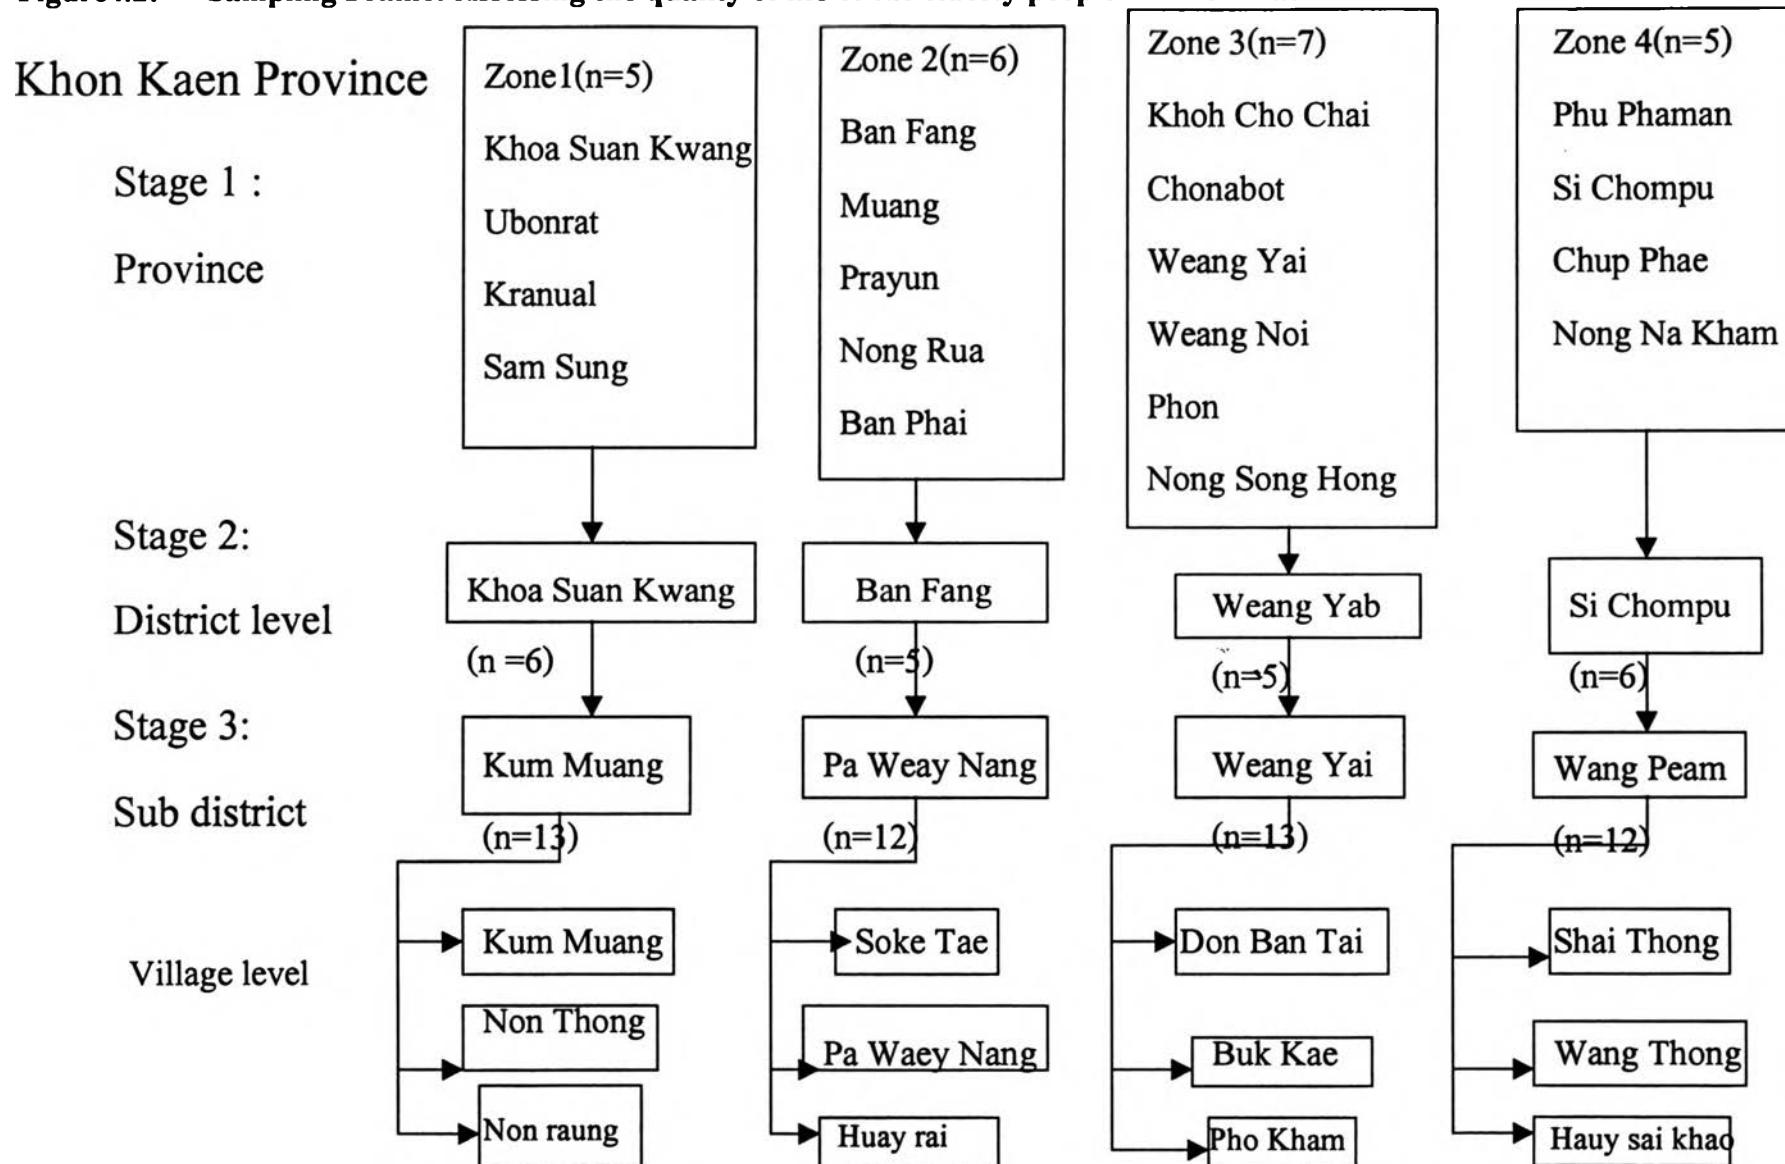 Khon Kaen Province
Stage 1 :
Province
Zone1(n=5)
Khoa Suan Kwang
Ubonrat
Kranual
Sam Sung
Zone 2(n=6)
Ban Fang
Muang
Prayun
Nong Rua
Ban Phai
Zone 3(n=7)
Khoh Cho Chai
Chonabot
Weang Yai
Weang Noi
Phon
Nong Song Hong
Zone 4(n=5)
Phu Phaman
Si Chompu
Chup Phae
Nong Na Kham
Stage 2:
District level
Khoa Suan Kwang
(n =6)
Ban Fang
(n=5)
Weang Yab
(n=5)
Si Chompu
(n=6)
Stage 3:
Sub district
Kum Muang
(n=13)
Pa Weay Nang
(n=12)
Weang Yai
(n=13)
Wang Peam
(n=12)
Village level
Kum Muang
Non Thong
Non raung
Soke Tae
Pa Waey Nang
Huay rai
Don Ban Tai
Buk Kae
Pho Kham
Shai Thong
Wang Thong
Hauy sai khao